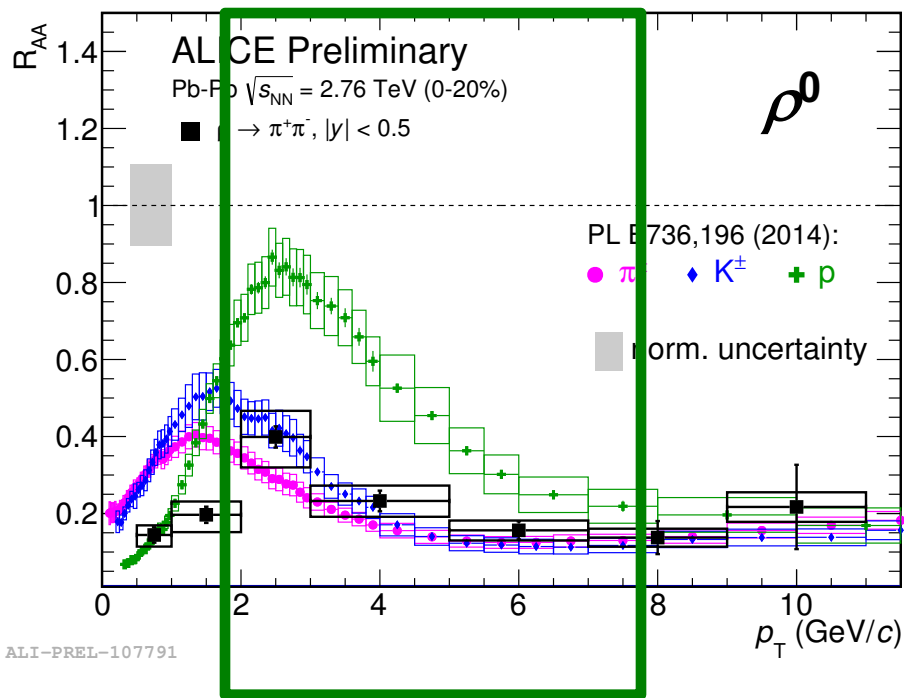 R_AA
1.4
1.2
1
0.8
0.6
0.4
0.2
ALICE Preliminary
Pb-Pb √s_NN = 2.76 TeV (0-20%)
→ π⁺π⁻, |y| < 0.5
ρ⁰
PL B736,196 (2014):
π± K± p
norm. uncertainty
0 2 4 6 8 10
p_T (GeV/c)
ALI-PREL-107791